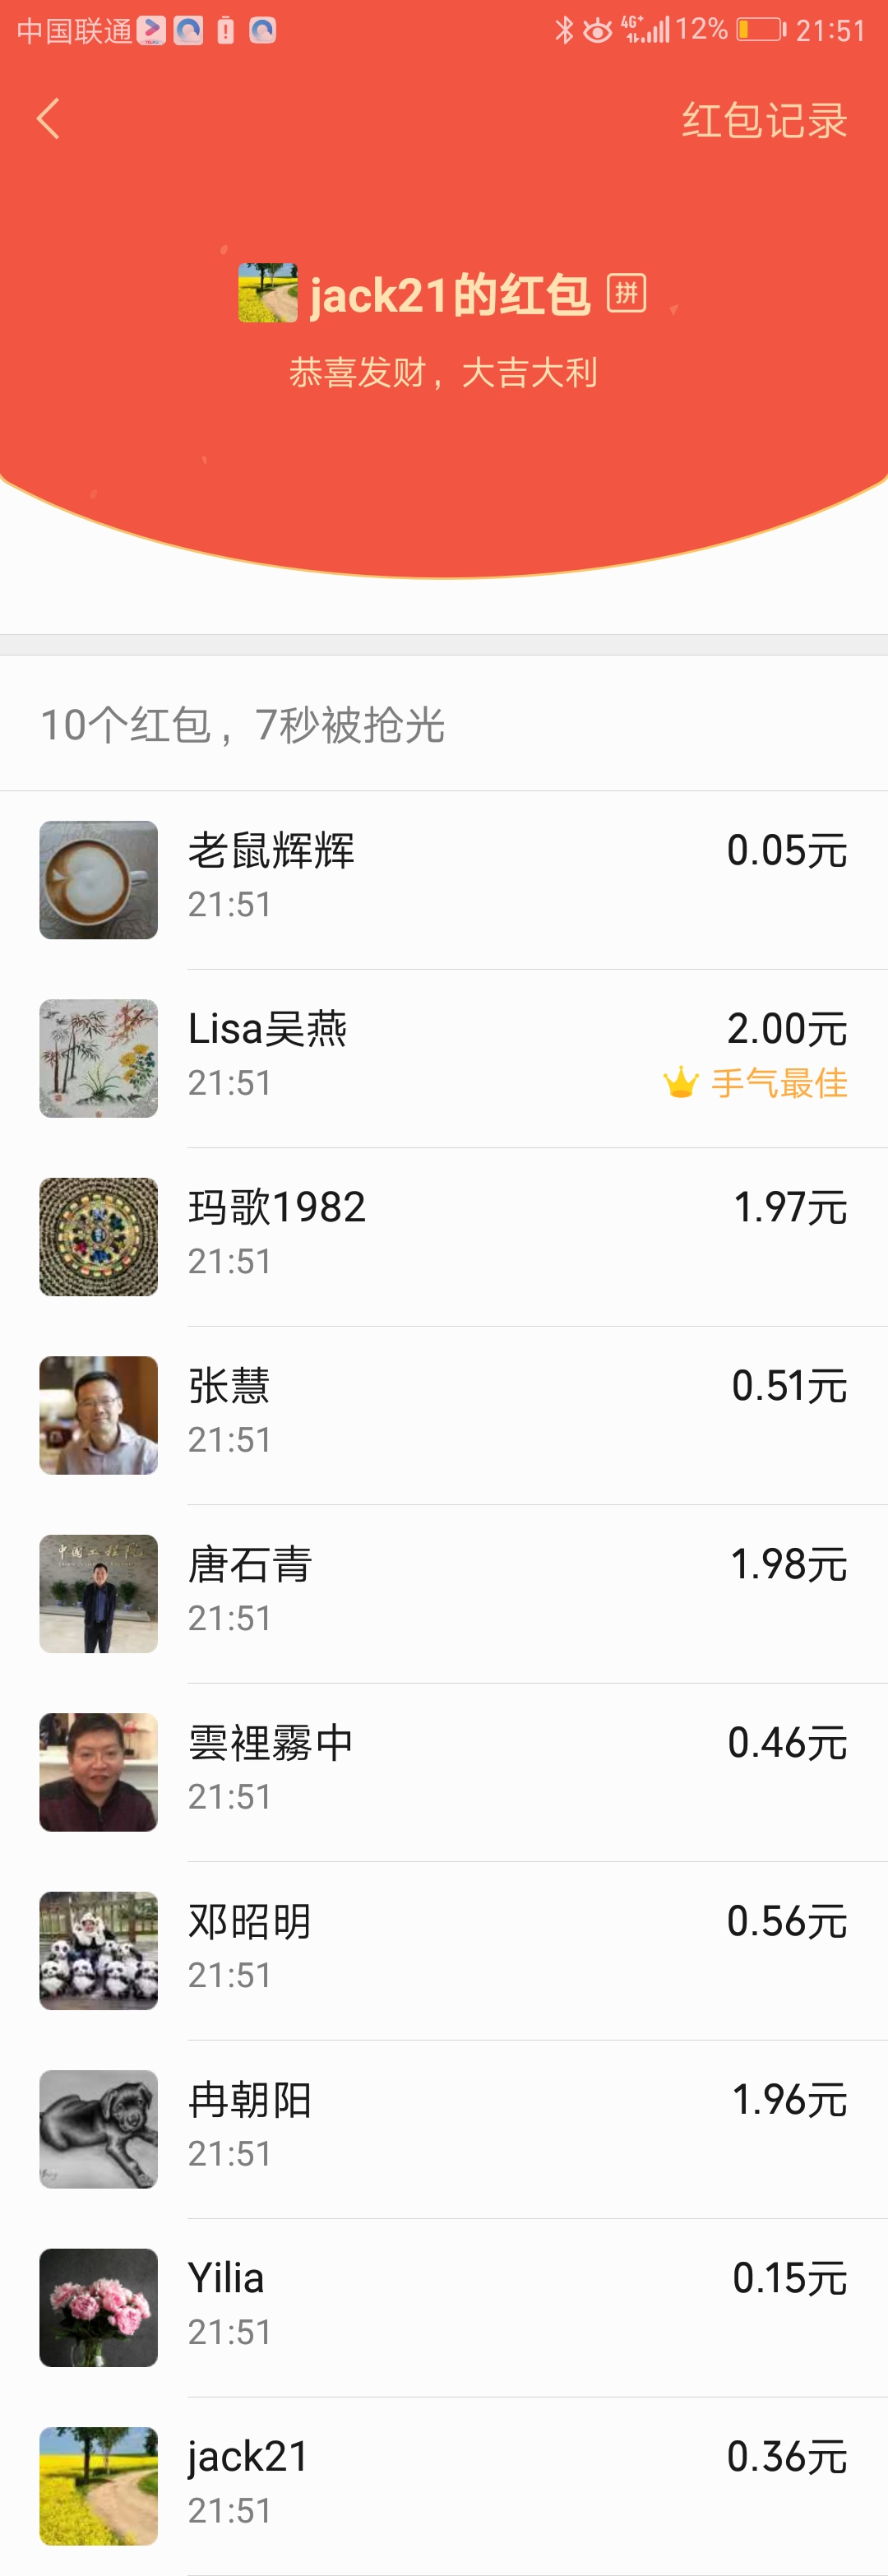 中国联通 4G+ 12% 21:51
红包记录
jack21的红包 拼
恭喜发财，大吉大利
10个红包，7秒被抢光
老鼠辉辉 0.05元
21:51
Lisa吴燕 2.00元
21:51 手气最佳
玛歌1982 1.97元
21:51
张慧 0.51元
21:51
中国工程院
唐石青 1.98元
21:51
雲裡霧中 0.46元
21:51
邓昭明 0.56元
21:51
冉朝阳 1.96元
21:51
Yilia 0.15元
21:51
jack21 0.36元
21:51